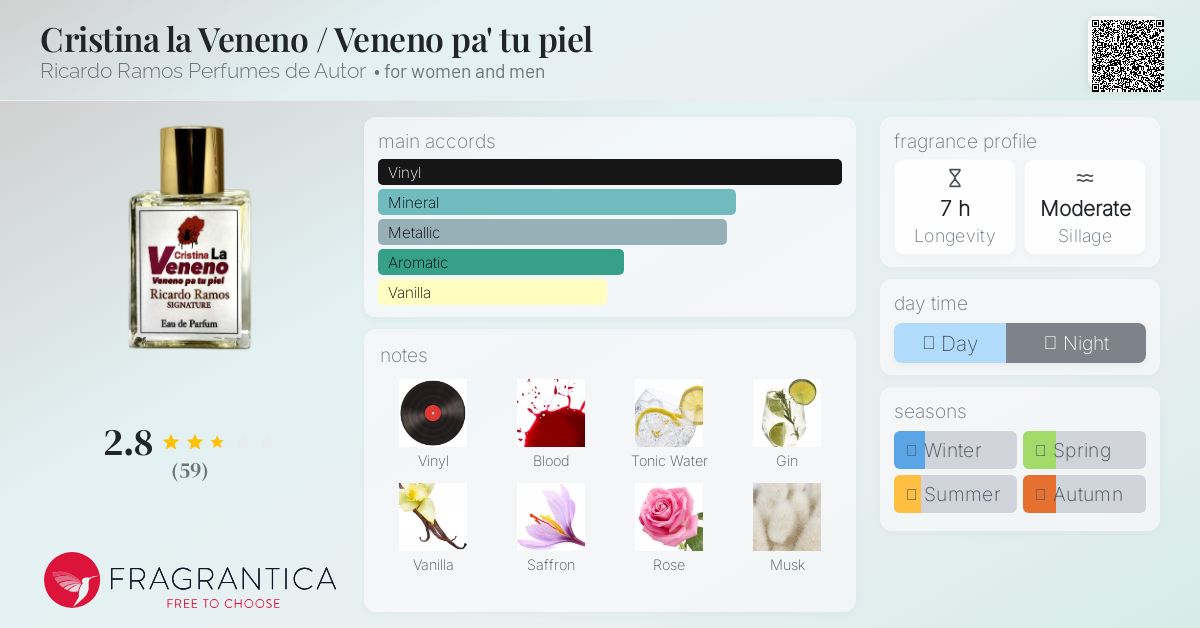 Cristina la Veneno / Veneno pa' tu piel
Ricardo Ramos Perfumes de Autor • for women and men
Cristina La
Veneno
Veneno pa tu piel
Ricardo Ramos
SIGNATURE
Eau de Parfum
2.8
(59)
FRAGRANTICA
FREE TO CHOOSE
main accords
Vinyl
Mineral
Metallic
Aromatic
Vanilla
notes
Vinyl Blood Tonic Water Gin
Vanilla Saffron Rose Musk
fragrance profile
7 h Moderate
Longevity Sillage
day time
Day Night
seasons
Winter Spring
Summer Autumn